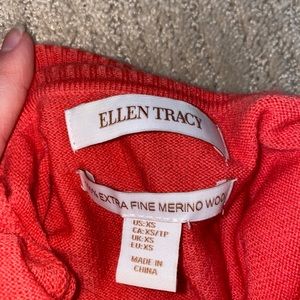 ELLEN TRACY
EXTRA FINE MERINO WOOL
US:XS
CA:XS/TP
UK:XS
EU:XS
MADE IN
CHINA